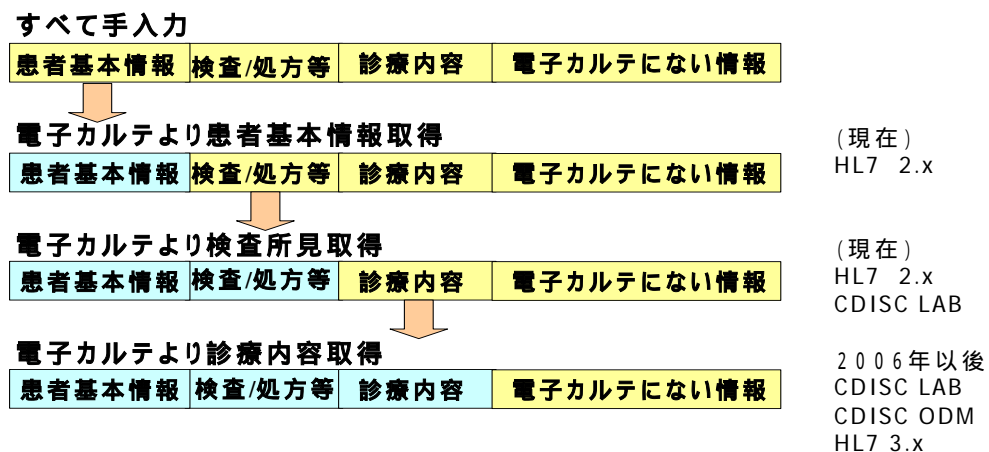 すべて手入力
患者基本情報 検査/処方等 診療内容 電子カルテにない情報
電子カルテより患者基本情報取得
(現在)
HL7 2.x
患者基本情報 検査/処方等 診療内容 電子カルテにない情報
電子カルテより検査所見取得
(現在)
HL7 2.x
CDISC LAB
患者基本情報 検査/処方等 診療内容 電子カルテにない情報
電子カルテより診療内容取得
2006年以後
CDISC LAB
CDISC ODM
HL7 3.x
患者基本情報 検査/処方等 診療内容 電子カルテにない情報